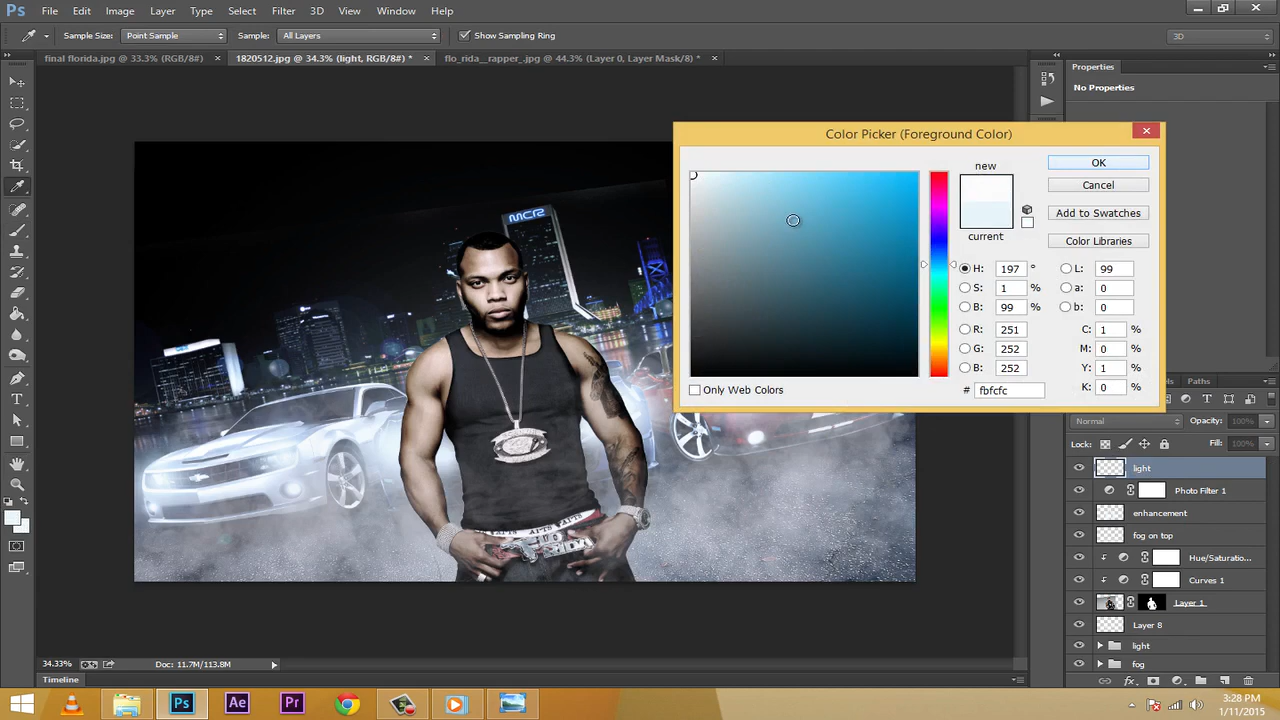 Ps File Edit Image Layer Type Select Filter 3D View Window Help
Sample Size: Point Sample Sample: All Layers Show Sampling Ring 3D
final florida.jpg @ 33.3% (RGB/8#) × 1820512.jpg @ 34.3% (light, RGB/8#) * × flo_rida__rapper_.jpg @ 44.3% (Layer 0, Layer Mask/8) * ×
Properties
No Properties
Color Picker (Foreground Color)
new
current
OK
Cancel
Add to Swatches
Color Libraries
H: 197 ° L: 99
S: 1 % a: 0
B: 99 % b: 0
R: 251 C: 1 %
G: 252 M: 0 %
B: 252 Y: 1 %
# fbfcfc K: 0 %
Only Web Colors
MCR
Paths
Normal Opacity: 100%
Lock: Fill: 100%
light
Photo Filter 1
enhancement
fog on top
Hue/Saturatio...
Curves 1
Layer 1
Layer 8
light
fog
34.33% Doc: 11.7M/113.8M
Timeline
Ps Ae Pr
3:28 PM
1/11/2015